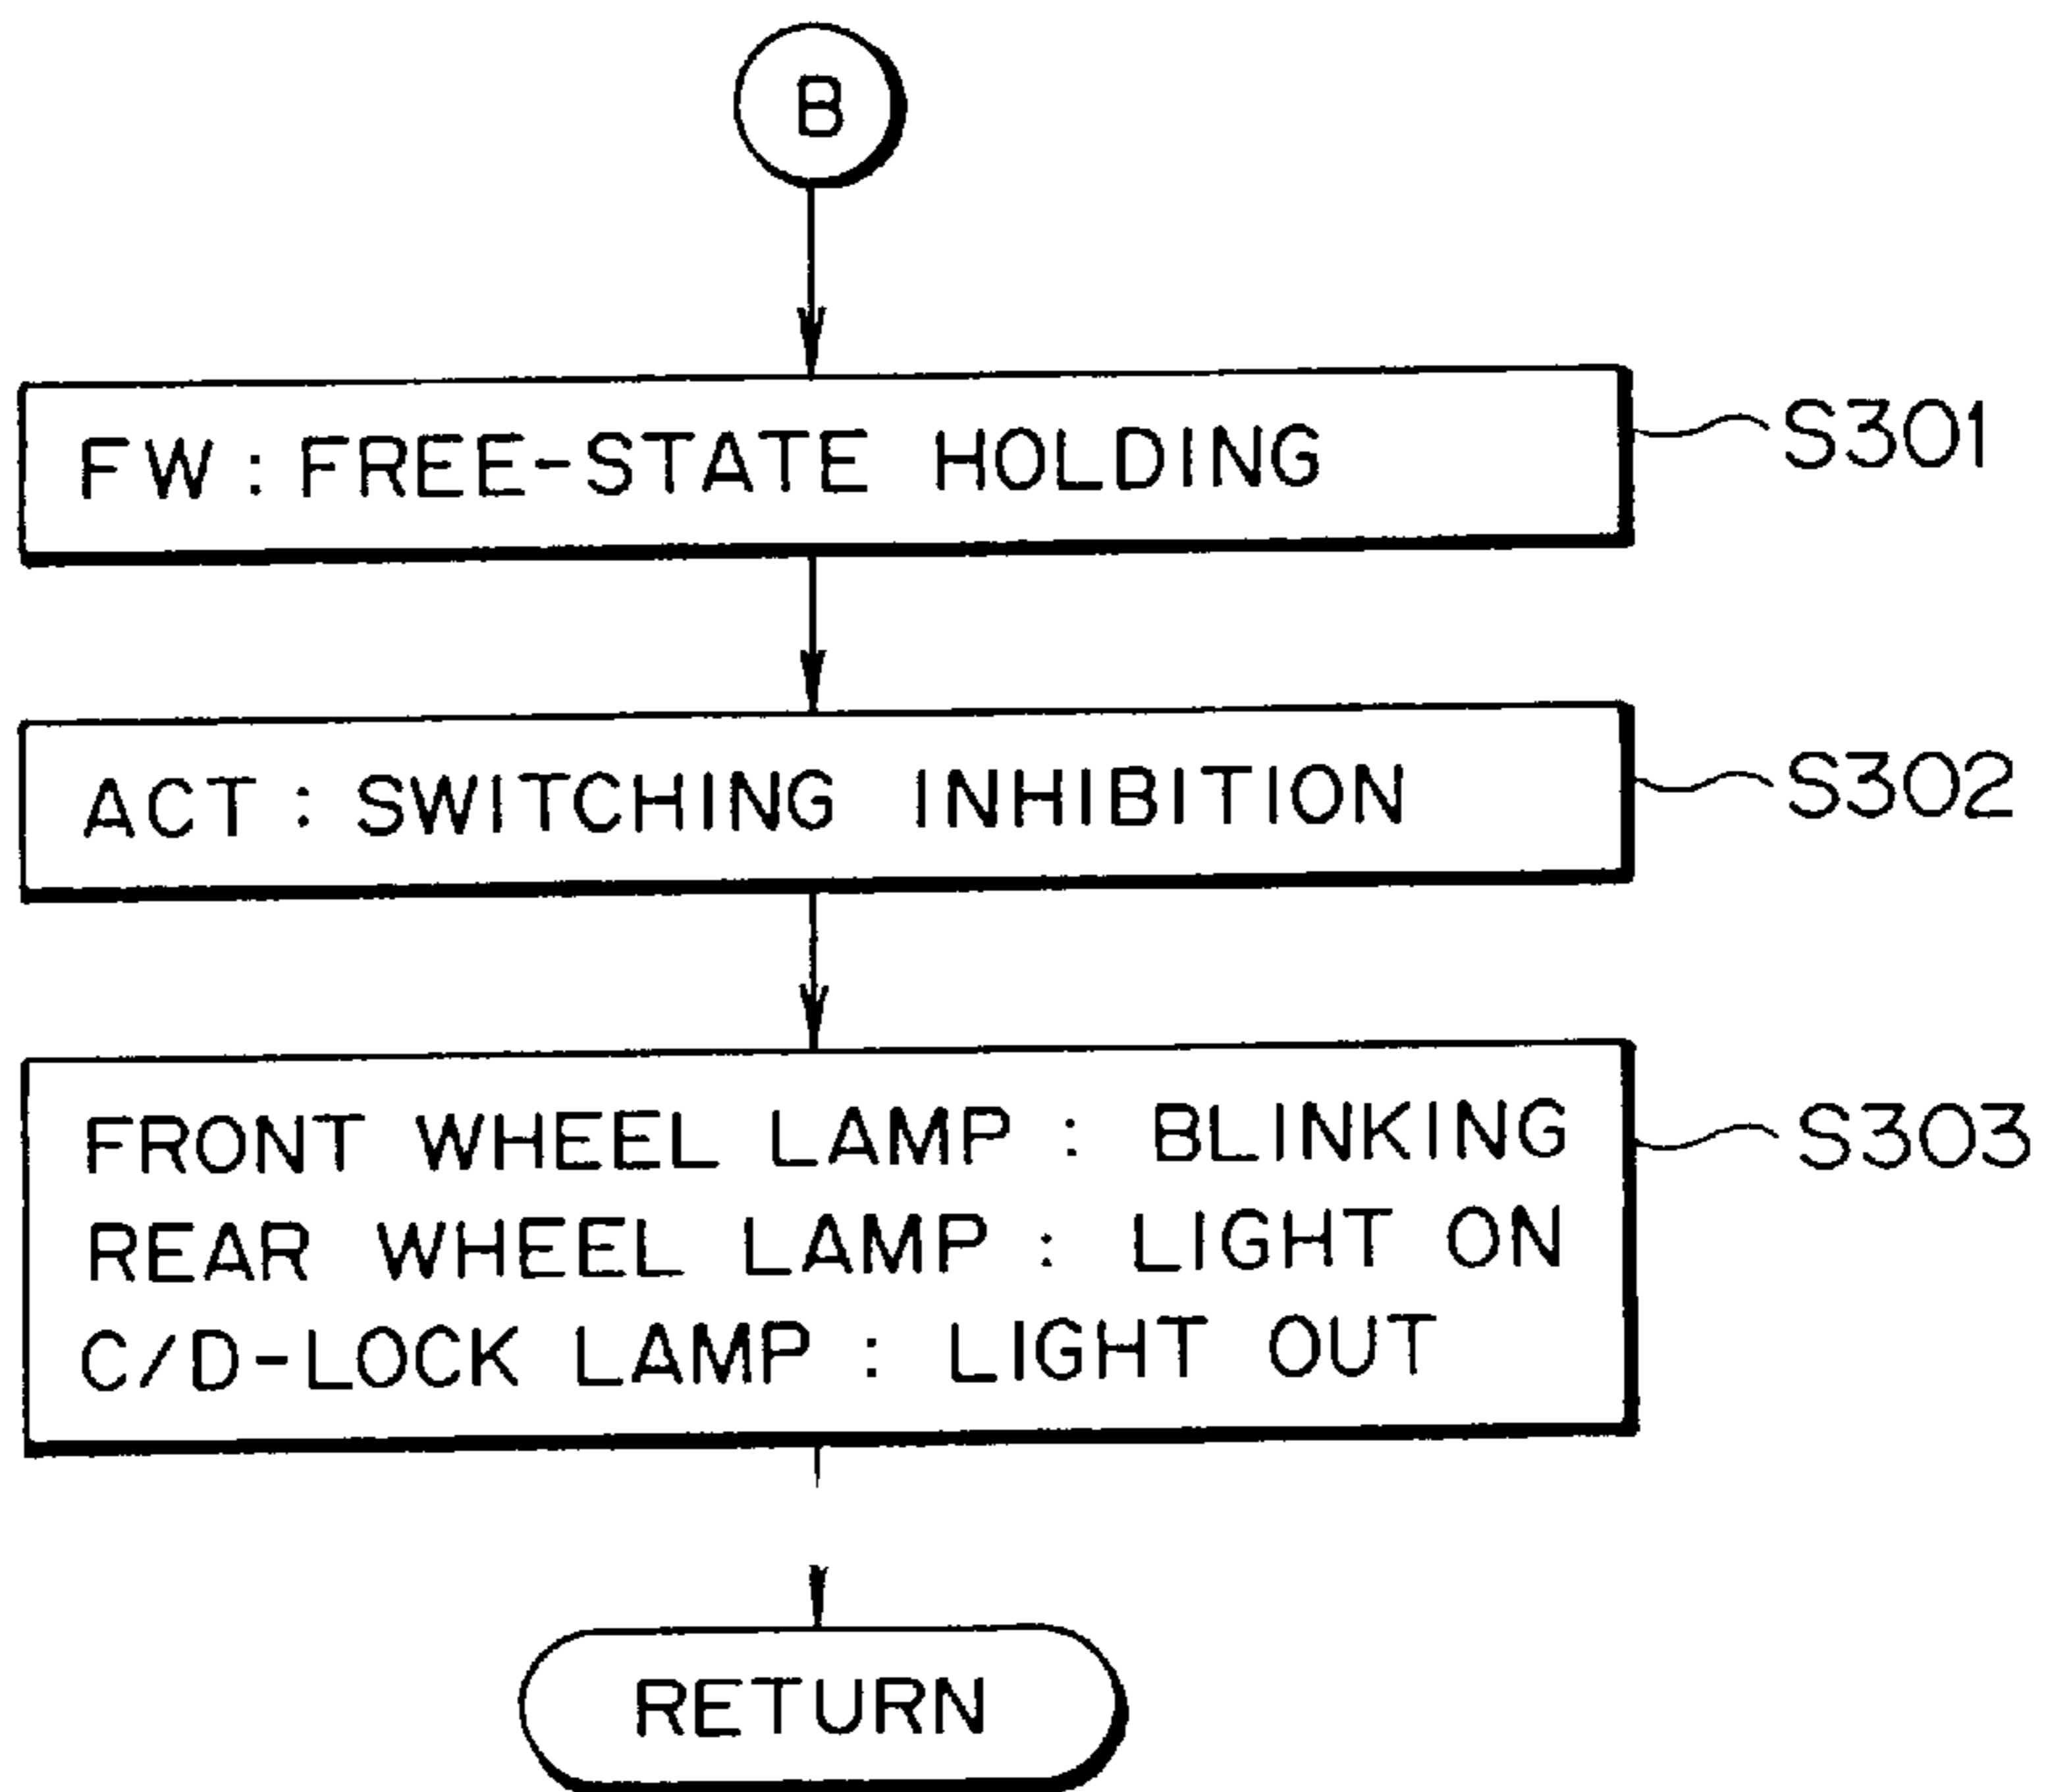 B
FW: FREE-STATE HOLDING
S301
ACT: SWITCHING INHIBITION
S302
FRONT WHEEL LAMP: BLINKING
S303
REAR WHEEL LAMP: LIGHT ON
C/D-LOCK LAMP: LIGHT OUT
RETURN